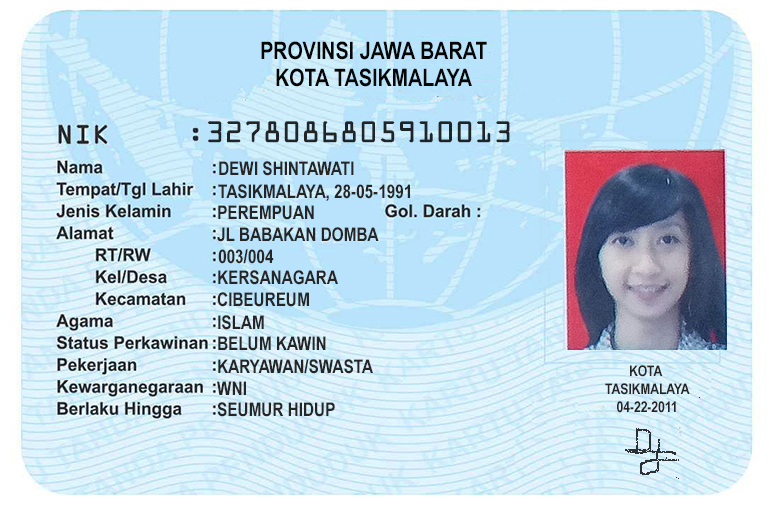 PROVINSI JAWA BARAT
KOTA TASIKMALAYA
NIK :3278086805910013
Nama :DEWI SHINTAWATI
Tempat/Tgl Lahir :TASIKMALAYA, 28-05-1991
Jenis Kelamin :PEREMPUAN Gol. Darah :
Alamat :JL BABAKAN DOMBA
RT/RW :003/004
Kel/Desa :KERSANAGARA
Kecamatan :CIBEUREUM
Agama :ISLAM
Status Perkawinan:BELUM KAWIN
Pekerjaan :KARYAWAN/SWASTA
Kewarganegaraan :WNI
Berlaku Hingga :SEUMUR HIDUP
KOTA
TASIKMALAYA
04-22-2011